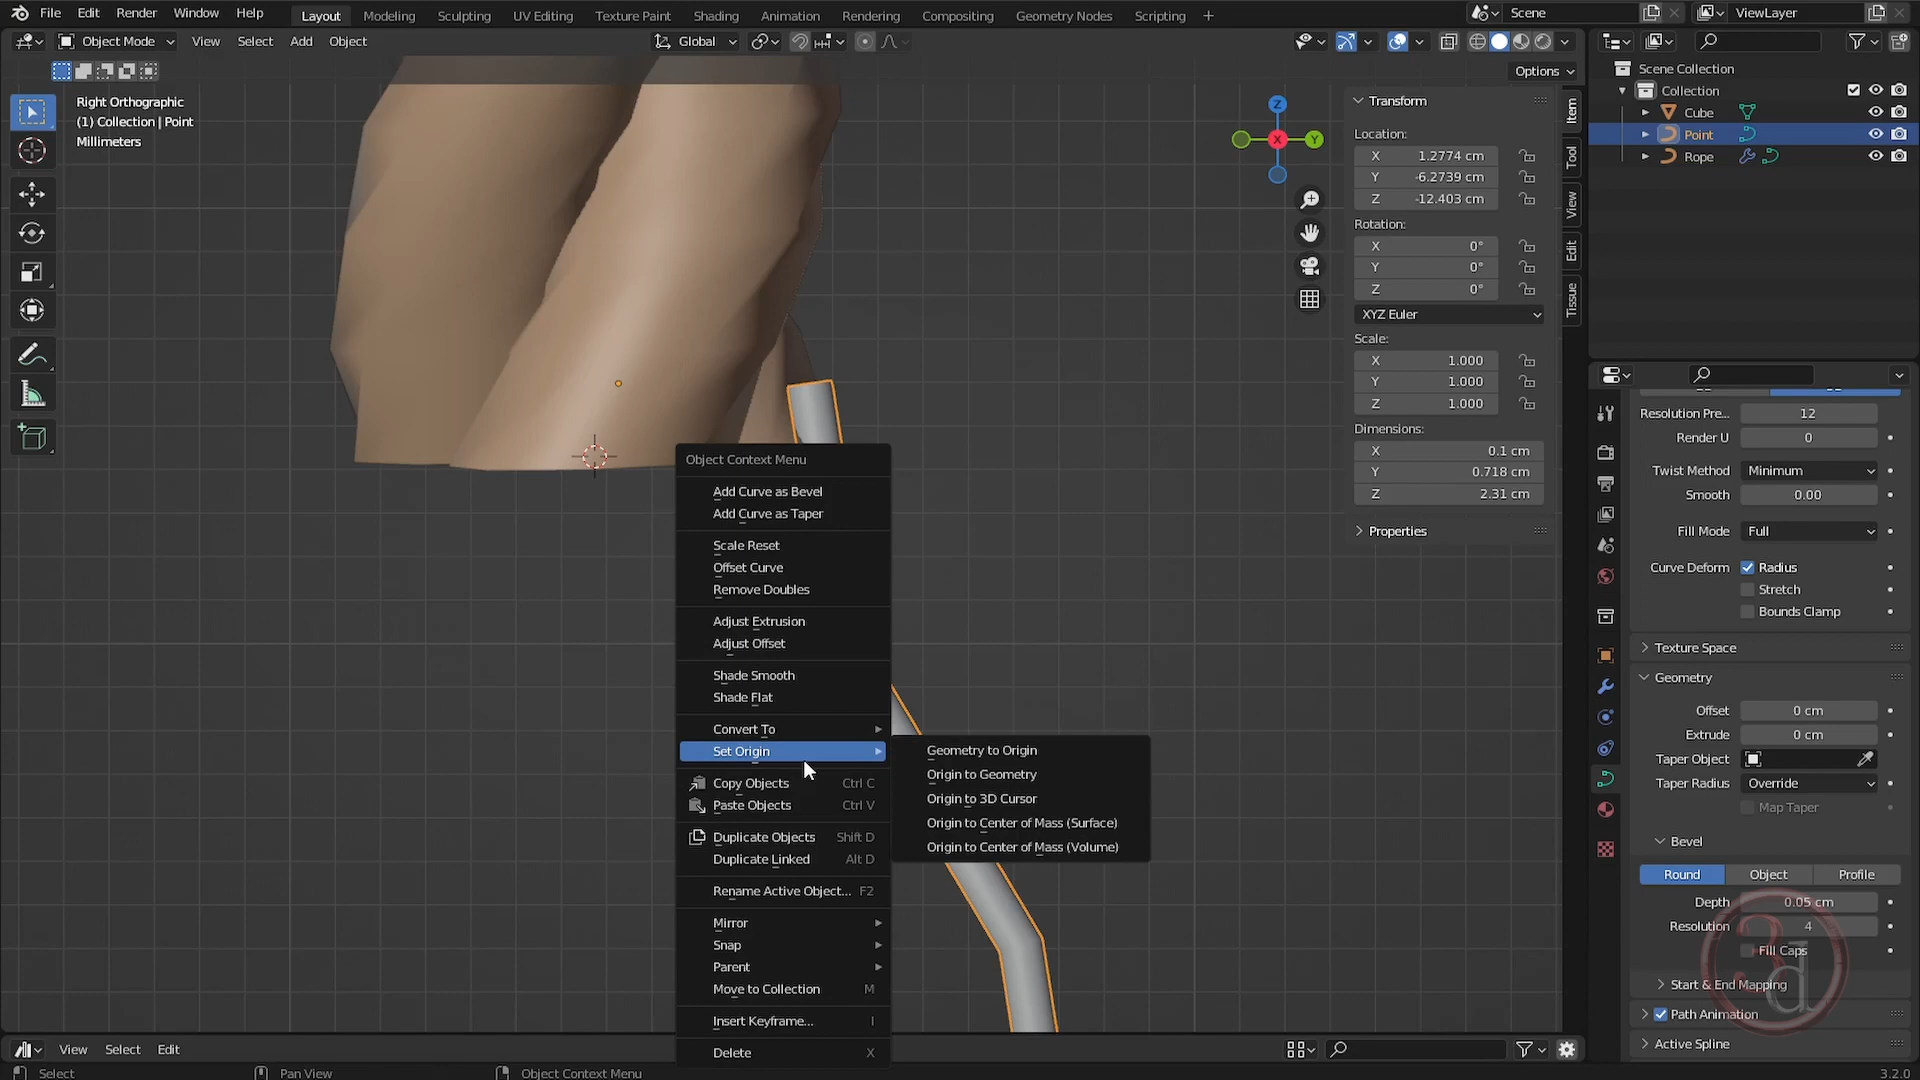 File Edit Render Window Help Layout Modeling Sculpting UV Editing Texture Paint Shading Animation Rendering Compositing Geometry Nodes Scripting + Scene ViewLayer
Object Mode View Select Add Object Global
Options
Right Orthographic
(1) Collection | Point
Millimeters
Z
Y
X
Transform
Location:
X 1.2774 cm
Y -6.2739 cm
Z -12.403 cm
Rotation:
X 0°
Y 0°
Z 0°
XYZ Euler
Scale:
X 1.000
Y 1.000
Z 1.000
Dimensions:
X 0.1 cm
Y 0.718 cm
Z 2.31 cm
Properties
Item
Tool
View
Edit
Tissue
Scene Collection
Collection
Cube
Point
Rope
Object Context Menu
Add Curve as Bevel
Add Curve as Taper
Scale Reset
Offset Curve
Remove Doubles
Adjust Extrusion
Adjust Offset
Shade Smooth
Shade Flat
Convert To
Set Origin
Copy Objects Ctrl C
Paste Objects Ctrl V
Duplicate Objects Shift D
Duplicate Linked Alt D
Rename Active Object... F2
Mirror
Snap
Parent
Move to Collection M
Insert Keyframe... I
Delete X
Geometry to Origin
Origin to Geometry
Origin to 3D Cursor
Origin to Center of Mass (Surface)
Origin to Center of Mass (Volume)
Resolution Pre... 12
Render U 0
Twist Method Minimum
Smooth 0.00
Fill Mode Full
Curve Deform Radius
Stretch
Bounds Clamp
Texture Space
Geometry
Offset 0 cm
Extrude 0 cm
Taper Object
Taper Radius Override
Map Taper
Bevel
Round Object Profile
Depth 0.05 cm
Resolution 4
Fill Caps
Start & End Mapping
Path Animation
Active Spline
3d
View Select Edit
Select Pan View Object Context Menu 3.2.0